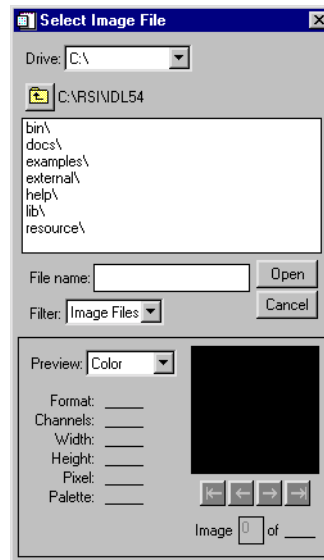 Select Image File
Drive: C:\
C:\RSI\IDL54
bin\
docs\
examples\
external\
help\
lib\
resource\
File name: Open
Filter: Image Files Cancel
Preview: Color
Format:
Channels:
Width:
Height:
Pixel:
Palette:
Image 0 of